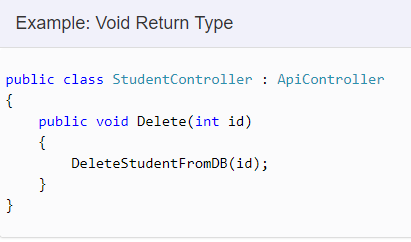 Example: Void Return Type
public class StudentController : ApiController
{
    public void Delete(int id)
    {
        DeleteStudentFromDB(id);
    }
}